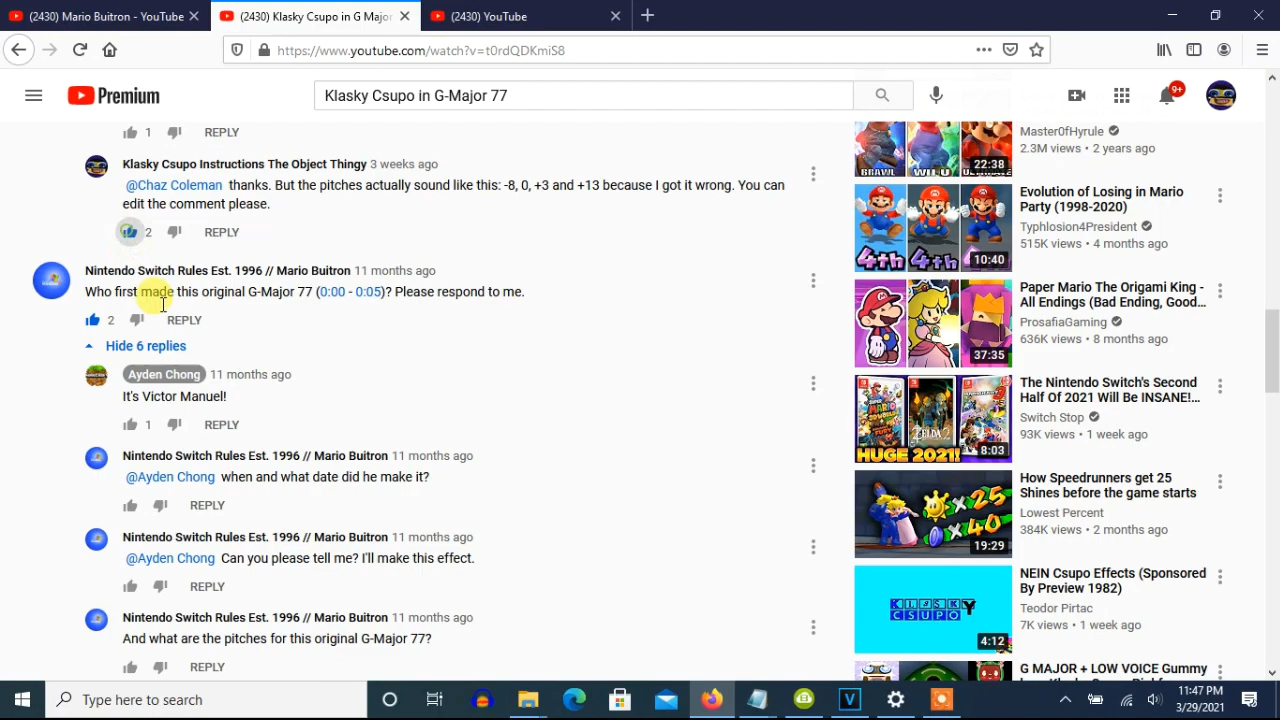 (2430) Mario Buitron - YouTube
(2430) Klasky Csupo in G Major
(2430) YouTube
https://www.youtube.com/watch?v=t0rdQDKmiS8
Premium
Klasky Csupo in G-Major 77
9+
1 REPLY
Klasky Csupo Instructions The Object Thingy 3 weeks ago
@Chaz Coleman thanks. But the pitches actually sound like this: -8, 0, +3 and +13 because I got it wrong. You can
edit the comment please.
2 REPLY
Nintendo Switch Rules Est. 1996 // Mario Buitron 11 months ago
Who first made this original G-Major 77 (0:00 - 0:05)? Please respond to me.
2 REPLY
Hide 6 replies
Ayden Chong 11 months ago
It's Victor Manuel!
1 REPLY
Nintendo Switch Rules Est. 1996 // Mario Buitron 11 months ago
@Ayden Chong when and what date did he make it?
REPLY
Nintendo Switch Rules Est. 1996 // Mario Buitron 11 months ago
@Ayden Chong Can you please tell me? I'll make this effect.
REPLY
Nintendo Switch Rules Est. 1996 // Mario Buitron 11 months ago
And what are the pitches for this original G-Major 77?
REPLY
BRAWL WII U
22:38
Master0fHyrule
2.3M views • 2 years ago
4th 4th
10:40
Evolution of Losing in Mario
Party (1998-2020)
Typhlosion4President
515K views • 4 months ago
37:35
Paper Mario The Origami King -
All Endings (Bad Ending, Good...
ProsafiaGaming
636K views • 8 months ago
HUGE 2021!
8:03
The Nintendo Switch's Second
Half Of 2021 Will Be INSANE!...
Switch Stop
93K views • 1 week ago
x 25
x 40
19:29
How Speedrunners get 25
Shines before the game starts
Lowest Percent
384K views • 2 months ago
KLASKY
CSUPO
4:12
NEIN Csupo Effects (Sponsored
By Preview 1982)
Teodor Pirtac
7K views • 1 week ago
G MAJOR + LOW VOICE Gummy
Type here to search
11:47 PM
3/29/2021